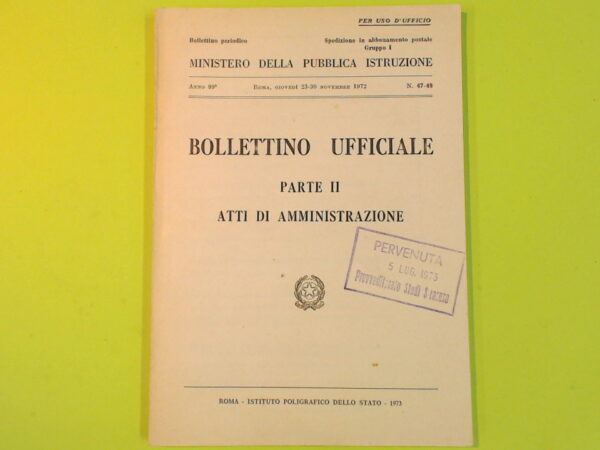 PER USO D'UFFICIO
Bollettino periodico
Spedizione in abbonamento postale
Gruppo I
MINISTERO DELLA PUBBLICA ISTRUZIONE
ANNO 99°
ROMA, GIOVEDÌ 23-30 NOVEMBRE 1972
N. 47-48
BOLLETTINO UFFICIALE
PARTE II
ATTI DI AMMINISTRAZIONE
PERVENUTA
5 LUG. 1973
Studi
ROMA - ISTITUTO POLIGRAFICO DELLO STATO - 1973